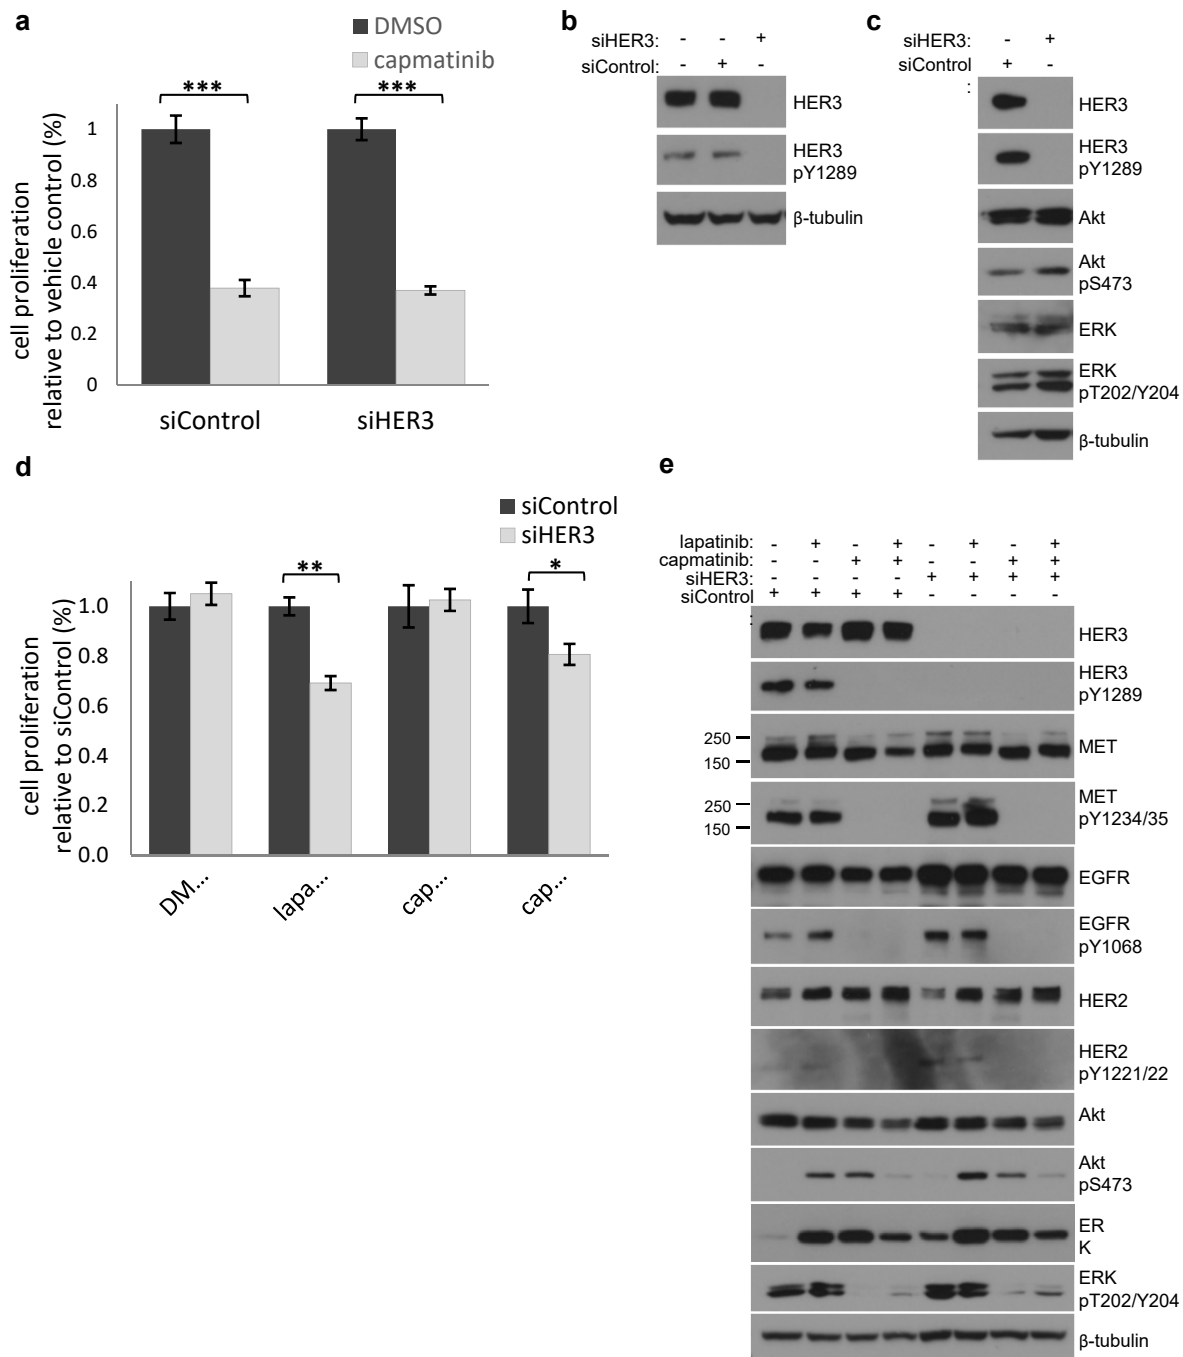 a
DMSO
capmatinib
***
***
cell proliferation
relative to vehicle control (%)
1
0.8
0.6
0.4
0.2
0
siControl
siHER3
b
siHER3: - - +
siControl: - + -
HER3
HER3
pY1289
β-tubulin
c
siHER3: - +
siControl + -
:
HER3
HER3
pY1289
Akt
Akt
pS473
ERK
ERK
pT202/Y204
β-tubulin
d
siControl
siHER3
**
*
cell proliferation
relative to siControl (%)
1.0
0.8
0.6
0.4
0.2
0.0
DM...
lapa...
cap...
cap...
e
lapatinib: - + - + - + - +
capmatinib: - - + + - - + +
siHER3: - - - - + + + +
siControl + + + + - - - -
:
HER3
HER3
pY1289
250
150
MET
250
150
MET
pY1234/35
EGFR
EGFR
pY1068
HER2
HER2
pY1221/22
Akt
Akt
pS473
ER
K
ERK
pT202/Y204
β-tubulin